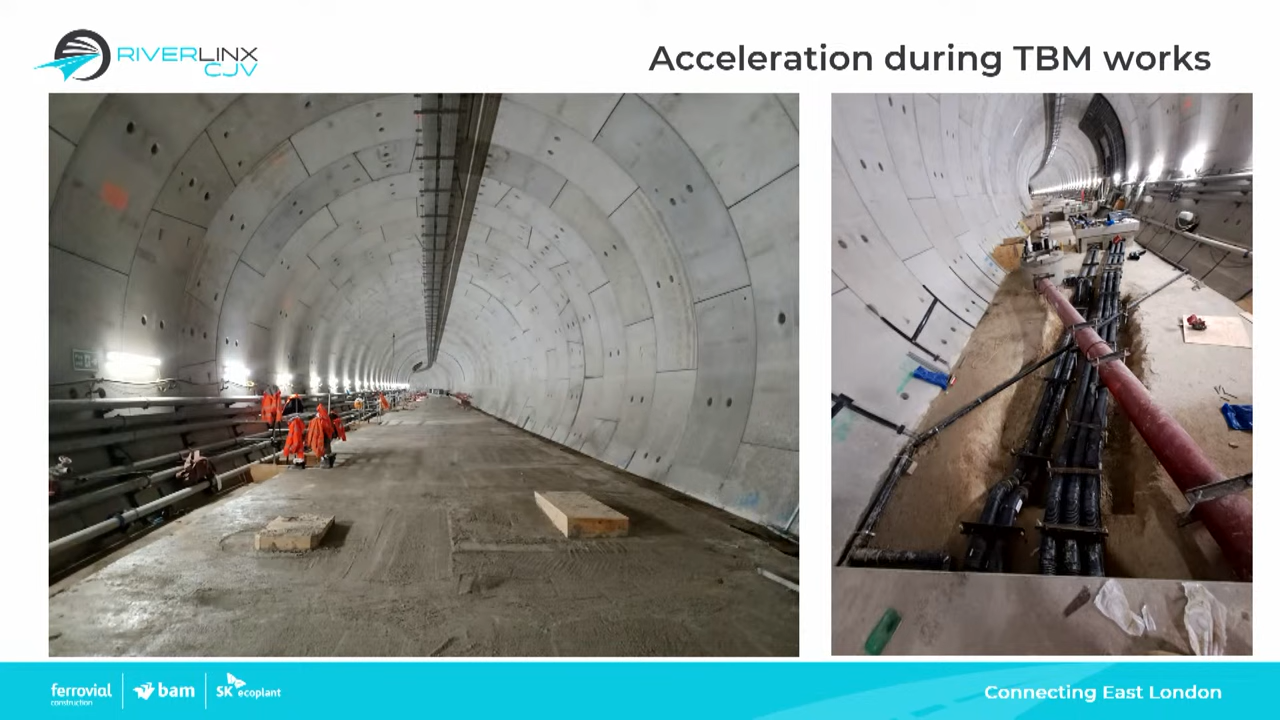 RIVERLINX
CJV
Acceleration during TBM works
ferrovial
construction
bam
SK ecoplant
Connecting East London